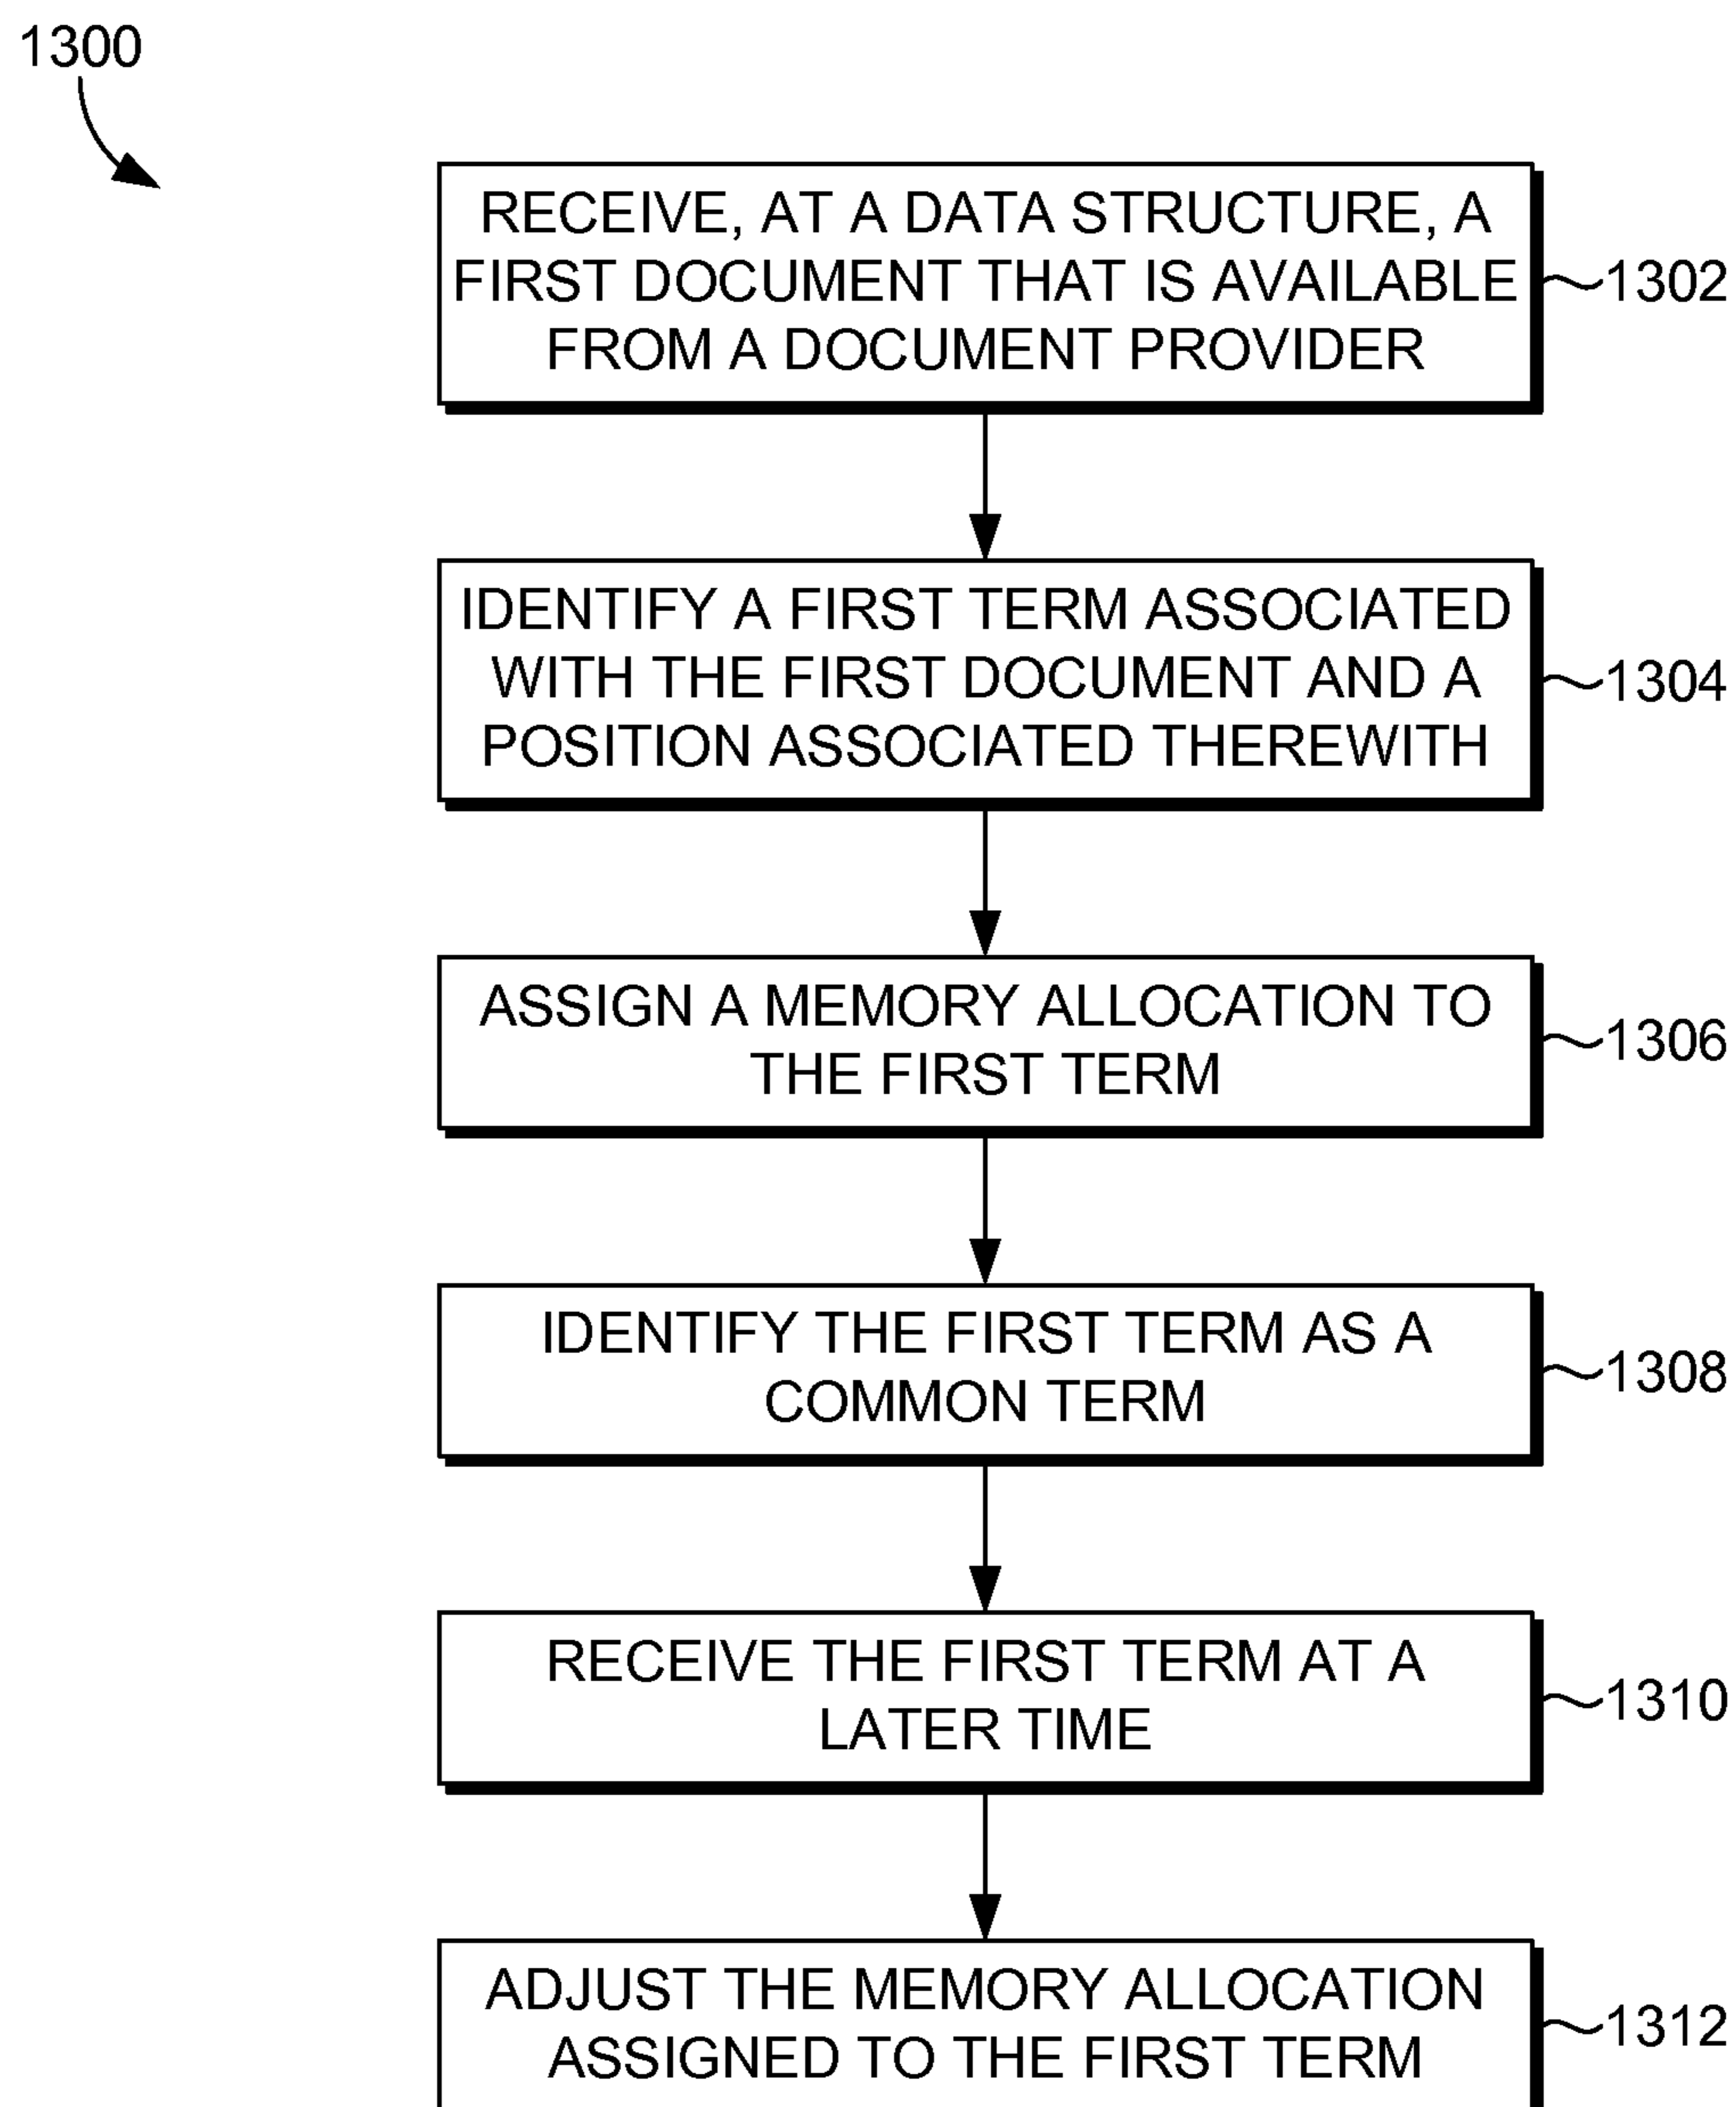 1300
RECEIVE, AT A DATA STRUCTURE, A
FIRST DOCUMENT THAT IS AVAILABLE
FROM A DOCUMENT PROVIDER
1302
IDENTIFY A FIRST TERM ASSOCIATED
WITH THE FIRST DOCUMENT AND A
POSITION ASSOCIATED THEREWITH
1304
ASSIGN A MEMORY ALLOCATION TO
THE FIRST TERM
1306
IDENTIFY THE FIRST TERM AS A
COMMON TERM
1308
RECEIVE THE FIRST TERM AT A
LATER TIME
1310
ADJUST THE MEMORY ALLOCATION
ASSIGNED TO THE FIRST TERM
1312